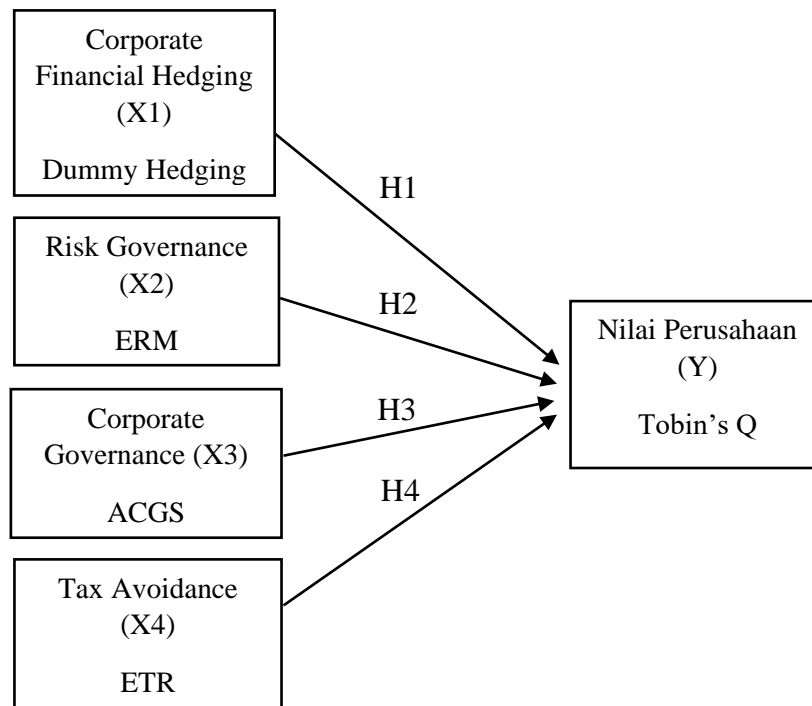 Corporate
Financial Hedging
(X1)
Dummy Hedging
H1
Risk Governance
(X2)
ERM
H2
Corporate
Governance (X3)
ACGS
H3
Tax Avoidance
(X4)
ETR
H4
Nilai Perusahaan
(Y)
Tobin’s Q